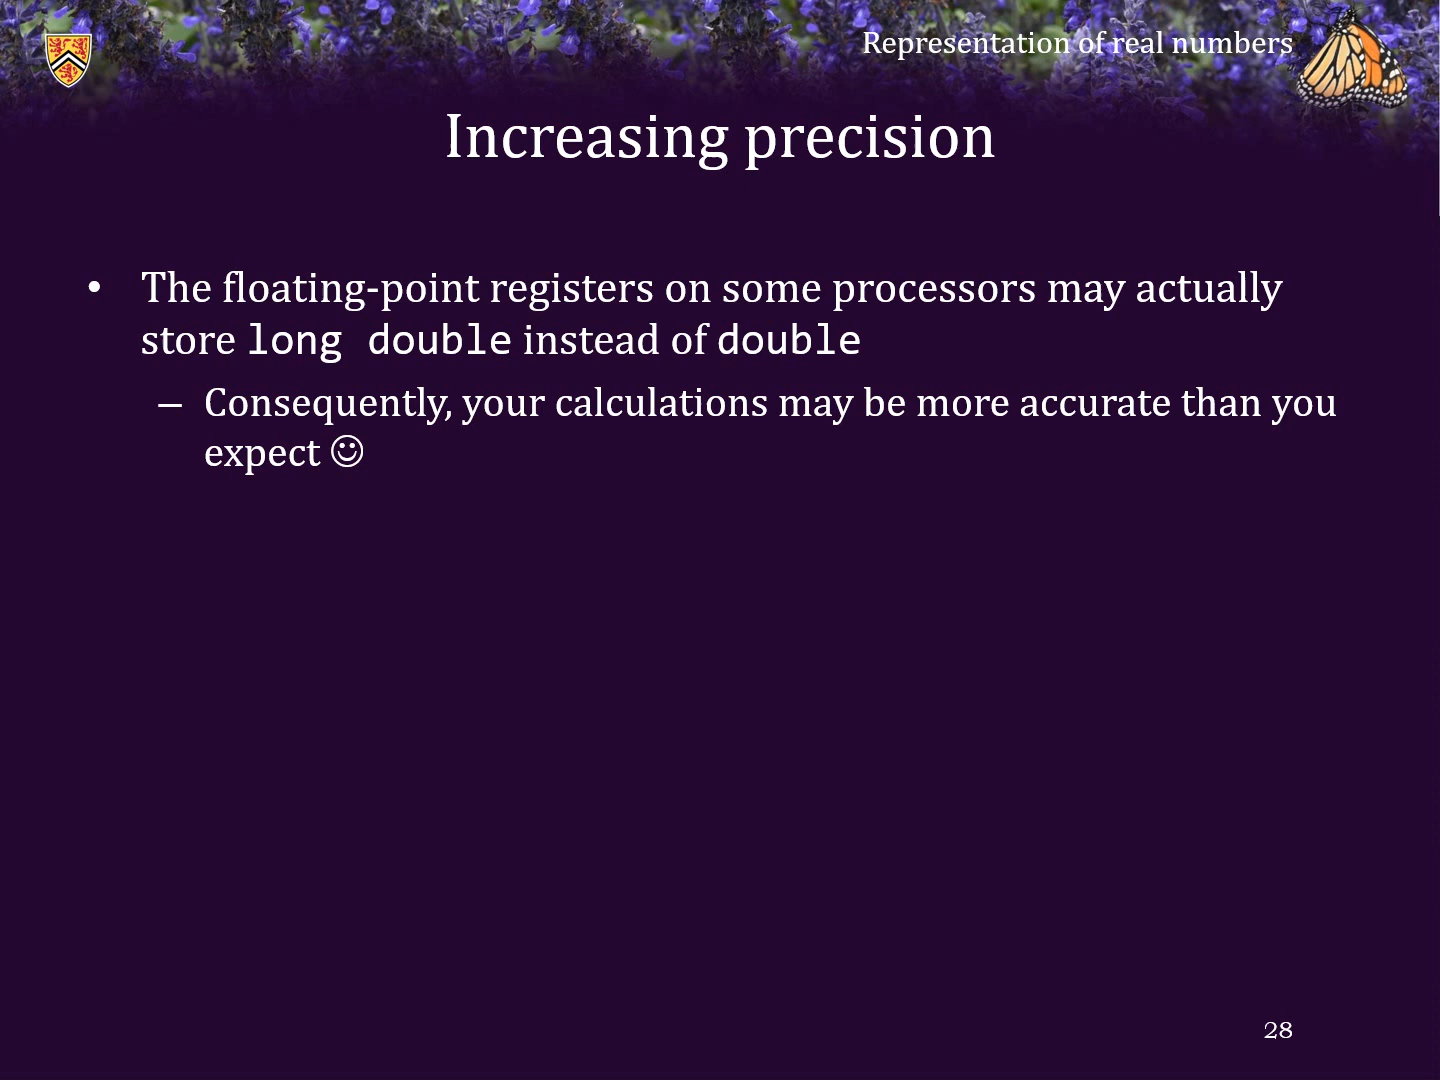 Representation of real numbers
Increasing precision
• The floating-point registers on some processors may actually
store long double instead of double
– Consequently, your calculations may be more accurate than you
expect ☺
28